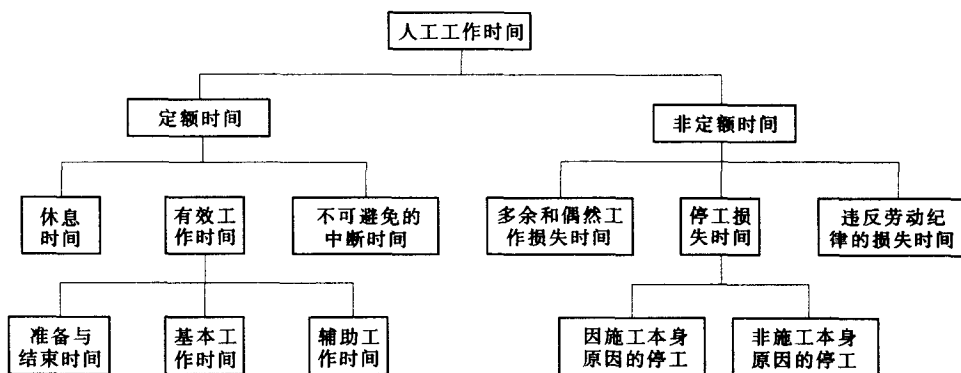 人工工作时间
定额时间
非定额时间
休息
时间
有效工
作时间
不可避免的
中断时间
多余和偶然工
作损失时间
停工损
失时间
违反劳动纪
律的损失时间
准备与
结束时间
基本工
作时间
辅助工
作时间
因施工本身
原因的停工
非施工本身
原因的停工